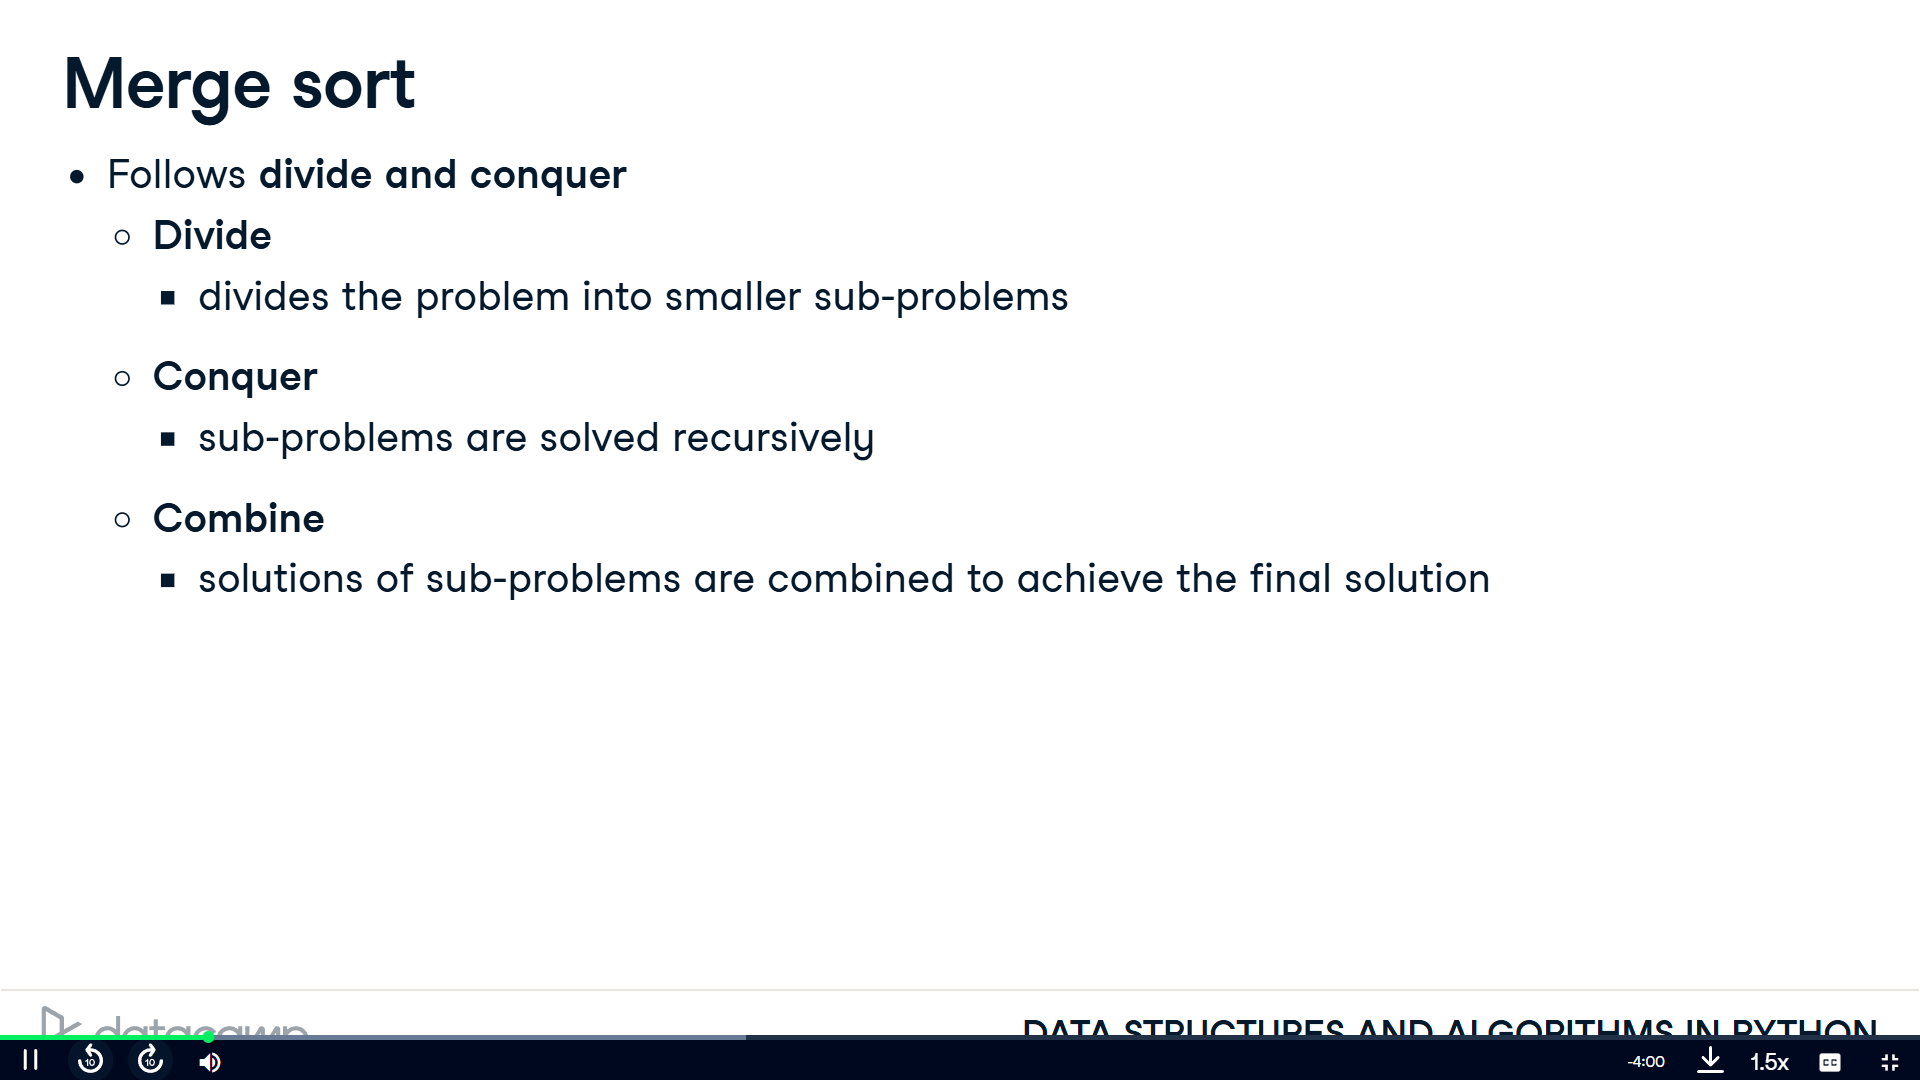 Merge sort
Follows divide and conquer
Divide
divides the problem into smaller sub-problems
Conquer
sub-problems are solved recursively
Combine
solutions of sub-problems are combined to achieve the final solution
datacamp
DATA STRUCTURES AND ALGORITHMS IN PYTHON
10
10
-4:00
1.5x
CC